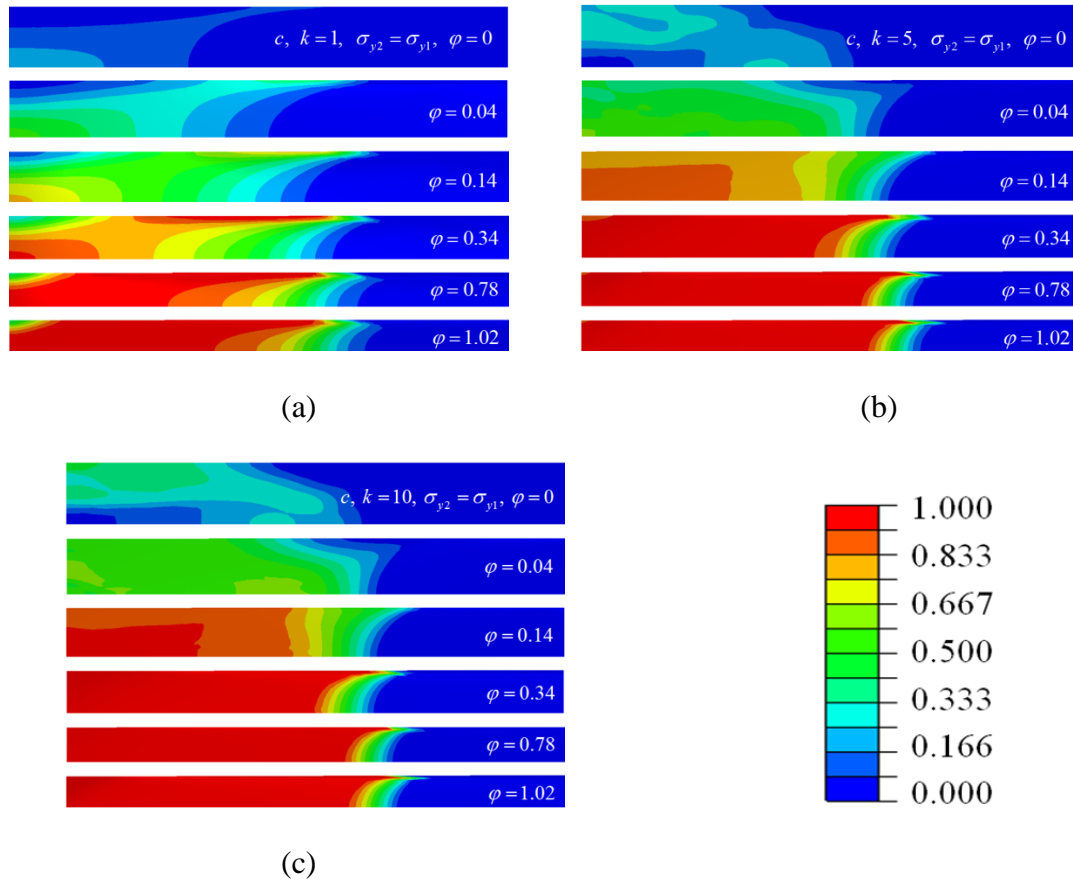 c, k=1, σy2=σy1, φ=0
φ=0.04
φ=0.14
φ=0.34
φ=0.78
φ=1.02
(a)
c, k=5, σy2=σy1, φ=0
φ=0.04
φ=0.14
φ=0.34
φ=0.78
φ=1.02
(b)
c, k=10, σy2=σy1, φ=0
φ=0.04
φ=0.14
φ=0.34
φ=0.78
φ=1.02
(c)
1.000
0.833
0.667
0.500
0.333
0.166
0.000